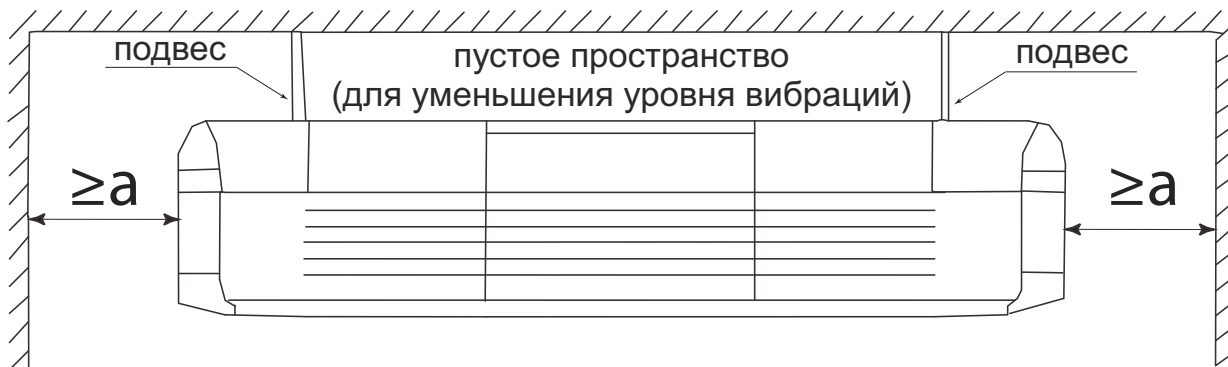 подвес
пустое пространство
(для уменьшения уровня вибраций)
подвес
≥a
≥a